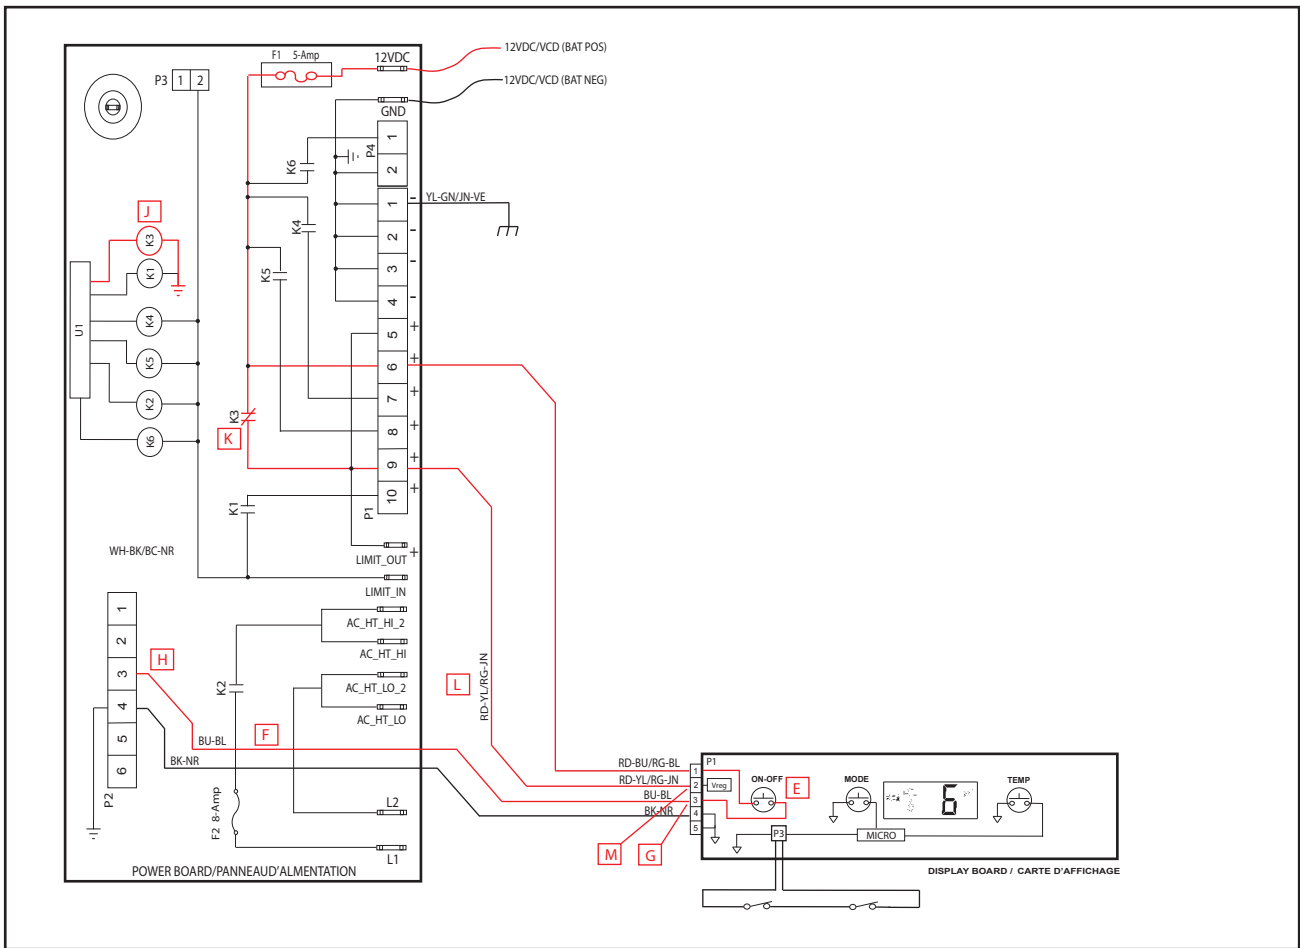 F1 5-Amp
12VDC
12VDC/VCD (BAT POS)
12VDC/VCD (BAT NEG)
P3 1 2
GND
P4
1
2
K6
YL-GN/JN-VE
J
K3
K1
K4
K5
K2
K6
U1
K4
K5
K3
K
K1
1 -
2 -
3 -
4 -
5 +
6 +
7 +
8 +
9 +
10 +
P1
WH-BK/BC-NR
LIMIT_OUT +
LIMIT_IN
AC_HT_HI_2
AC_HT_HI
AC_HT_LO_2
AC_HT_LO
1
2
3
4
5
6
P2
H
K2
F
L
RD-YL/RG-JN
BU-BL
BK-NR
F2 8-Amp
L2
L1
POWER BOARD/PANNEAUD'ALMENTATION
RD-BU/RG-BL
RD-YL/RG-JN
BU-BL
BK-NR
M
G
P1
1
2
3
4
5
Vreg
ON-OFF
E
MODE
6
TEMP
P3
MICRO
DISPLAY BOARD / CARTE D'AFFICHAGE